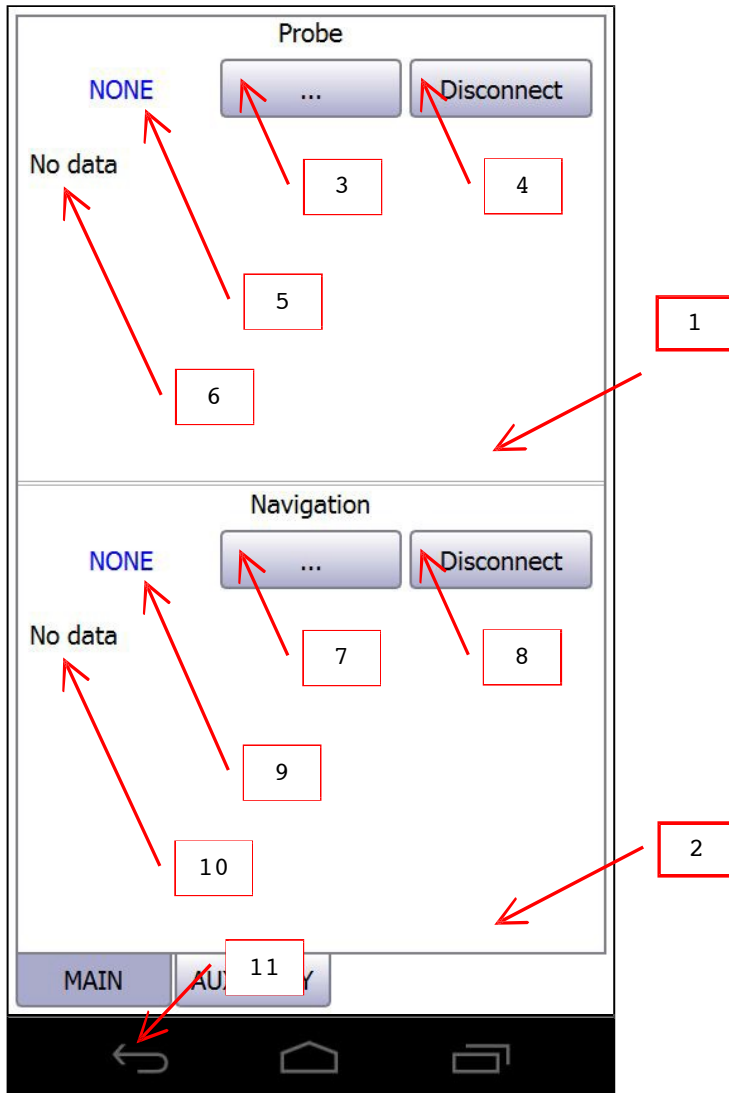 Probe
NONE ... Disconnect
No data
3 4
5
1
6
Navigation
NONE ... Disconnect
No data
7 8
9
2
10
11
MAIN